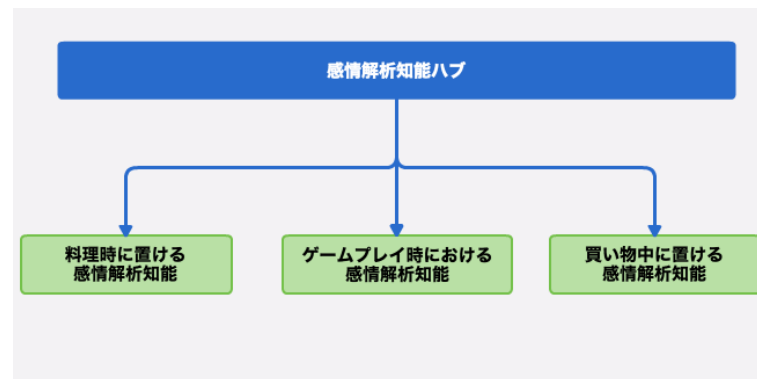 感情解析知能ハブ
料理時に置ける
感情解析知能
ゲームプレイ時における
感情解析知能
買い物中に置ける
感情解析知能